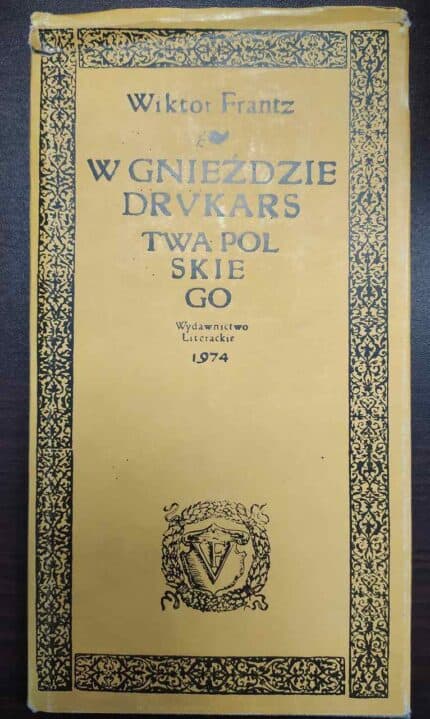 Wiktor Frantz
W GNIEŹDZIE
DRVKARS
TWA POL
SKIE
GO
Wydawnictwo
Literackie
1974